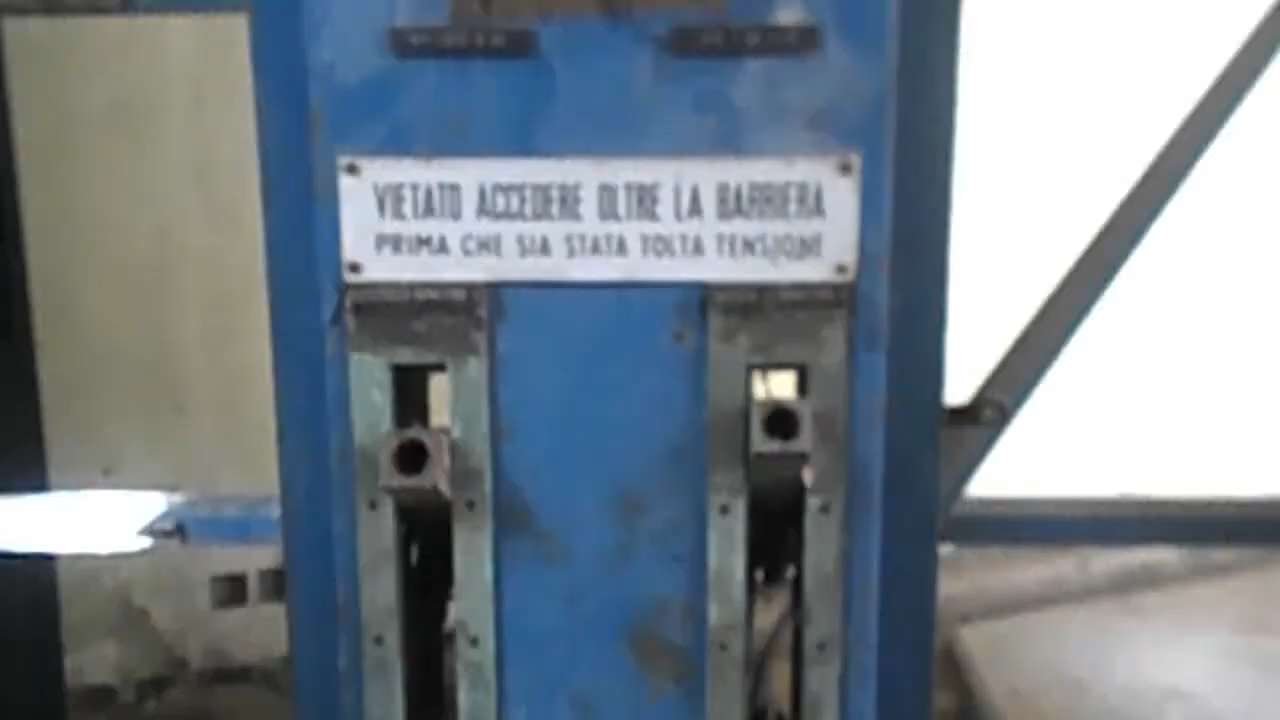 VIETATO ACCEDERE OLTRE LA BARRIERA
PRIMA CHE SIA STATA TOLTA TENSIONE